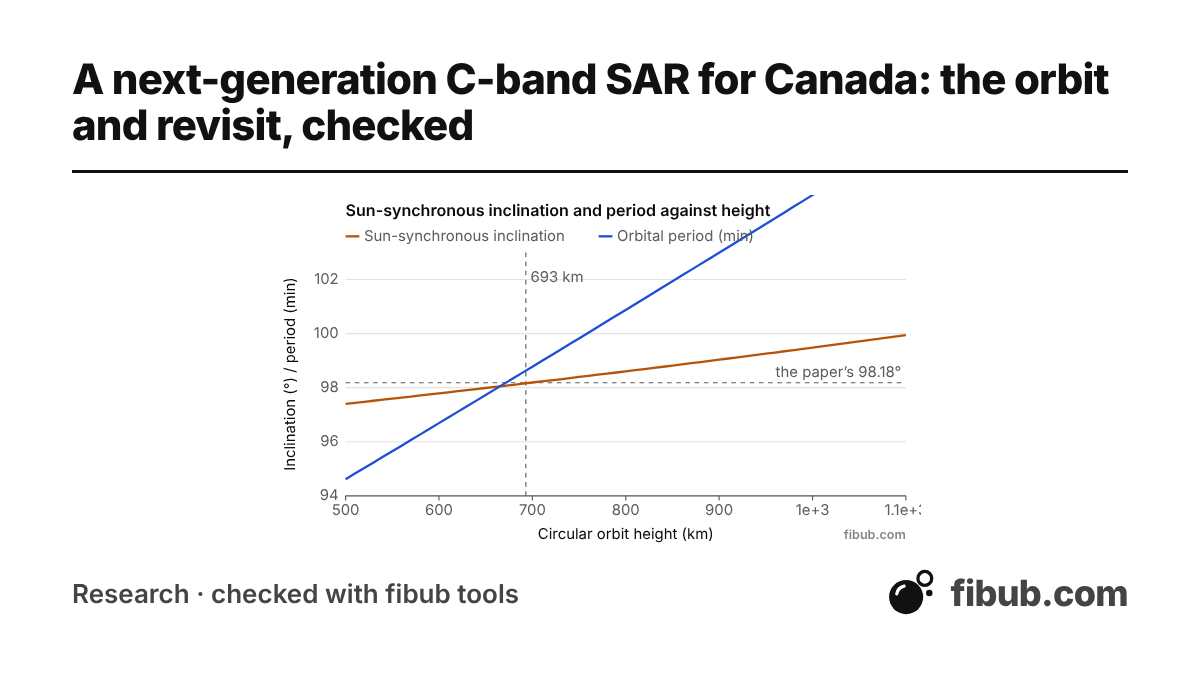 A next-generation C-band SAR for Canada: the orbit
and revisit, checked
Sun-synchronous inclination and period against height
Sun-synchronous inclination
Orbital period (min)
693 km
the paper's 98.18°
Inclination (°) / period (min)
102
100
98
96
94
500 600 700 800 900 1e+3 1.1e+
Circular orbit height (km)
fibub.com
Research · checked with fibub tools
fibub.com